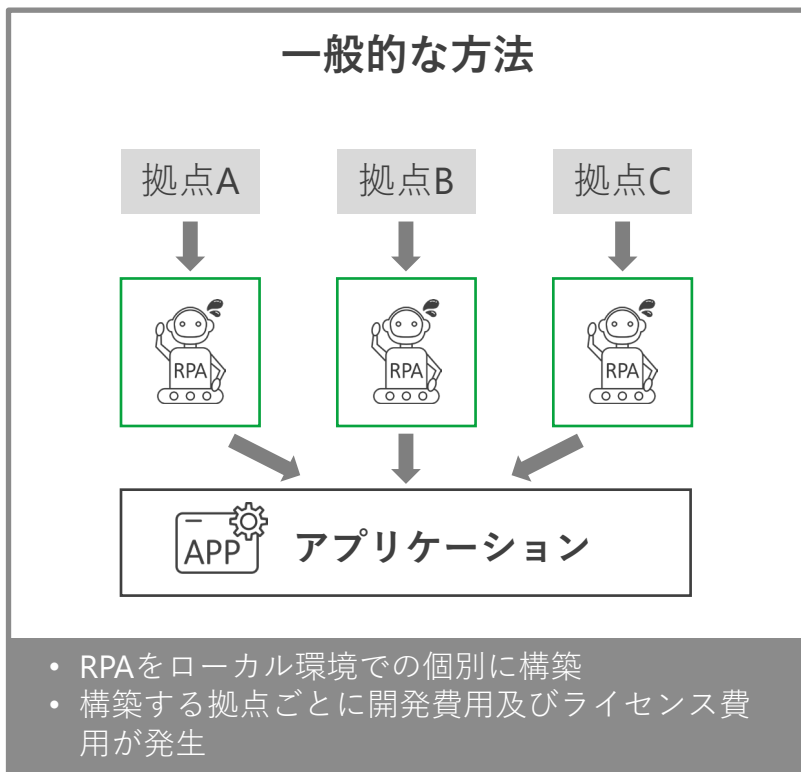 一般的な方法
拠点A
拠点B
拠点C
RPA
RPA
RPA
APP
アプリケーション
• RPAをローカル環境での個別に構築
• 構築する拠点ごとに開発費用及びライセンス費
用が発生